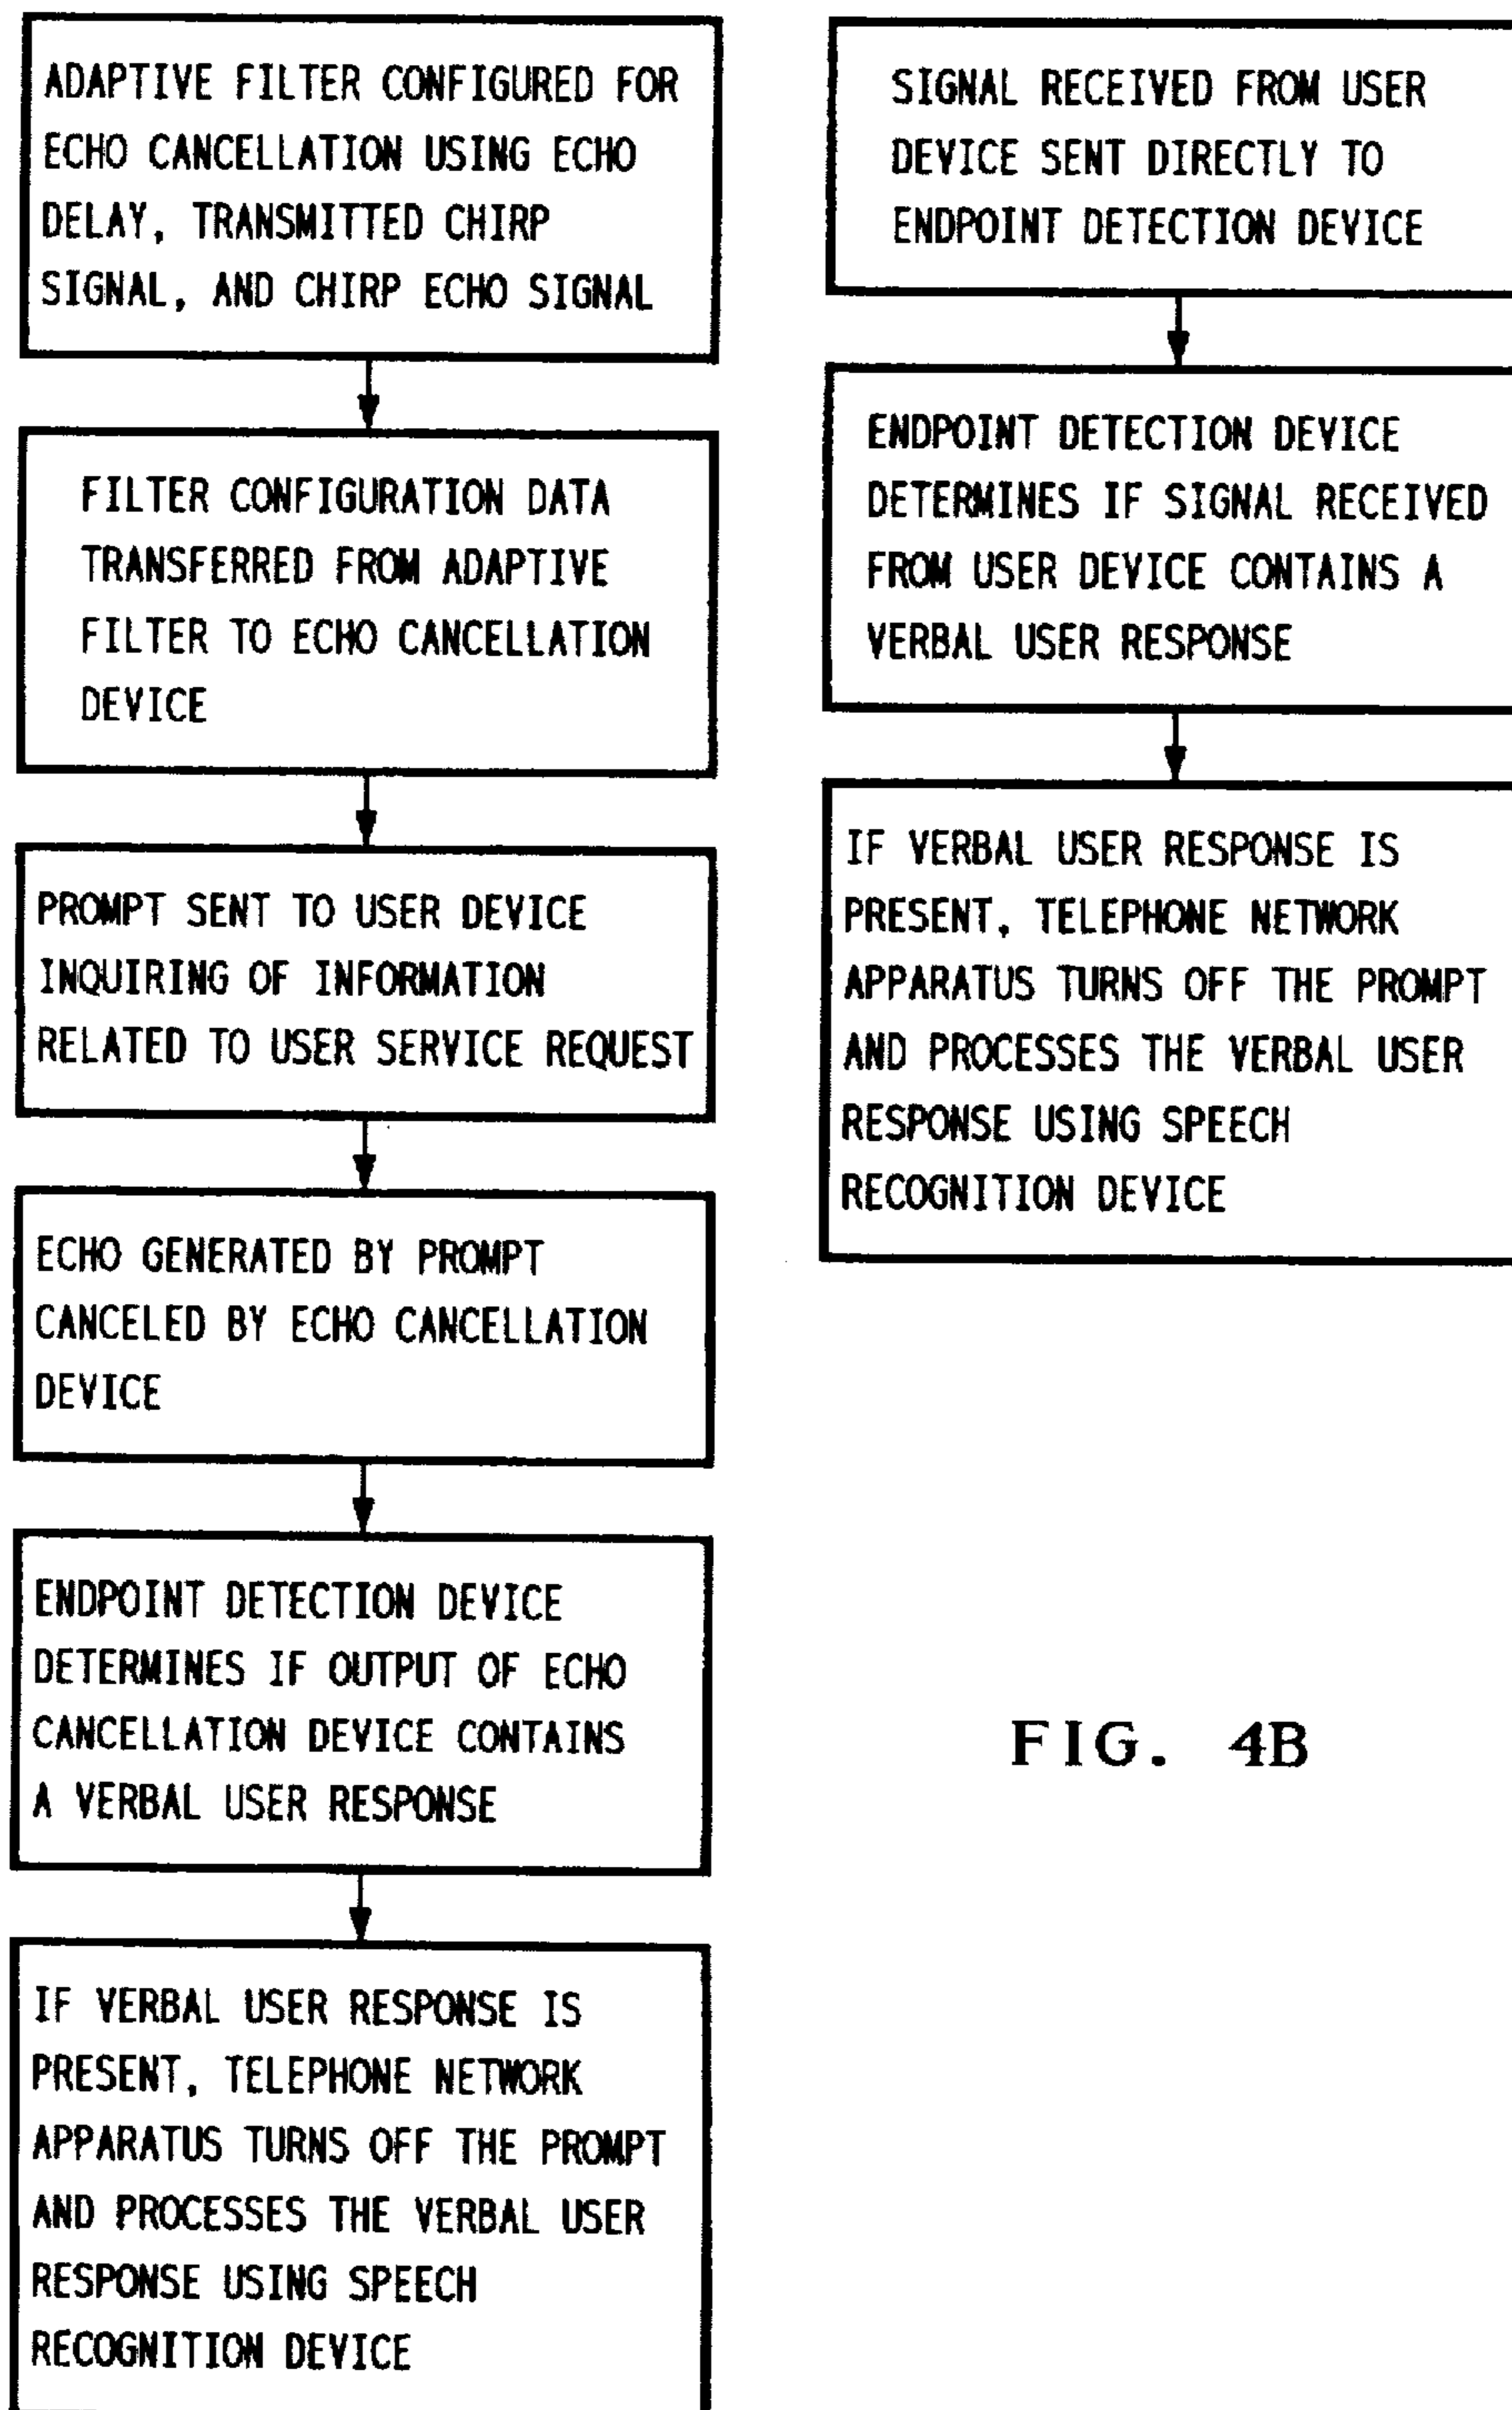 ADAPTIVE FILTER CONFIGURED FOR
ECHO CANCELLATION USING ECHO
DELAY, TRANSMITTED CHIRP
SIGNAL, AND CHIRP ECHO SIGNAL
FILTER CONFIGURATION DATA
TRANSFERRED FROM ADAPTIVE
FILTER TO ECHO CANCELLATION
DEVICE
PROMPT SENT TO USER DEVICE
INQUIRING OF INFORMATION
RELATED TO USER SERVICE REQUEST
ECHO GENERATED BY PROMPT
CANCELED BY ECHO CANCELLATION
DEVICE
ENDPOINT DETECTION DEVICE
DETERMINES IF OUTPUT OF ECHO
CANCELLATION DEVICE CONTAINS
A VERBAL USER RESPONSE
IF VERBAL USER RESPONSE IS
PRESENT, TELEPHONE NETWORK
APPARATUS TURNS OFF THE PROMPT
AND PROCESSES THE VERBAL USER
RESPONSE USING SPEECH
RECOGNITION DEVICE
SIGNAL RECEIVED FROM USER
DEVICE SENT DIRECTLY TO
ENDPOINT DETECTION DEVICE
ENDPOINT DETECTION DEVICE
DETERMINES IF SIGNAL RECEIVED
FROM USER DEVICE CONTAINS A
VERBAL USER RESPONSE
IF VERBAL USER RESPONSE IS
PRESENT, TELEPHONE NETWORK
APPARATUS TURNS OFF THE PROMPT
AND PROCESSES THE VERBAL USER
RESPONSE USING SPEECH
RECOGNITION DEVICE
FIG. 4B